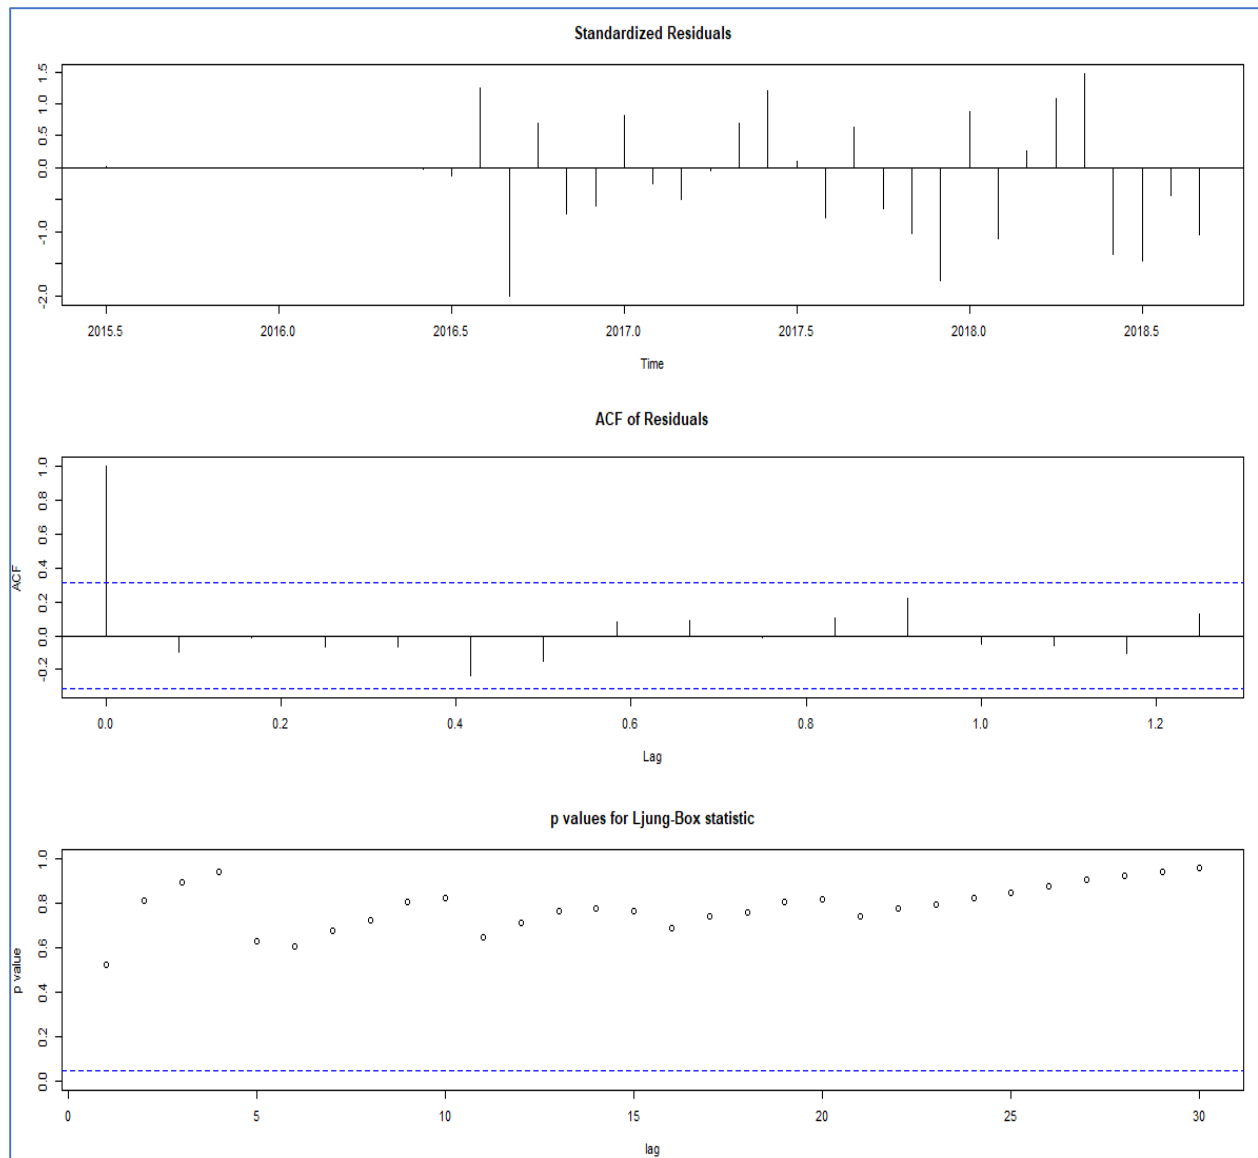 Standardized Residuals
1.5
1.0
0.5
0.0
-1.0
-2.0
2015.5 2016.0 2016.5 2017.0 2017.5 2018.0 2018.5
Time
ACF of Residuals
ACF
1.0
0.8
0.6
0.4
0.2
0.0
-0.2
0.0 0.2 0.4 0.6 0.8 1.0 1.2
Lag
p values for Ljung-Box statistic
p value
1.0
0.8
0.6
0.4
0.2
0.0
0 5 10 15 20 25 30
lag